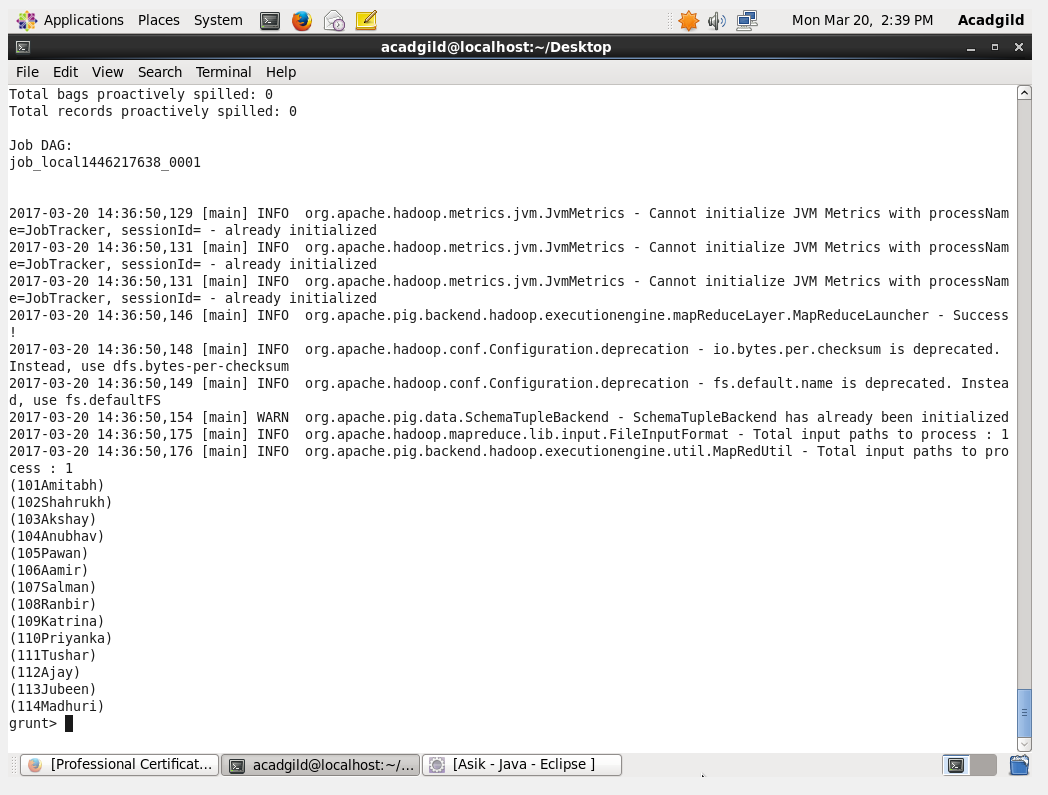 Applications Places System Mon Mar 20, 2:39 PM Acadgild
acadgild@localhost:~/Desktop
File Edit View Search Terminal Help
Total bags proactively spilled: 0
Total records proactively spilled: 0
Job DAG:
job_local1446217638_0001
2017-03-20 14:36:50,129 [main] INFO  org.apache.hadoop.metrics.jvm.JvmMetrics - Cannot initialize JVM Metrics with processNam
e=JobTracker, sessionId= - already initialized
2017-03-20 14:36:50,131 [main] INFO  org.apache.hadoop.metrics.jvm.JvmMetrics - Cannot initialize JVM Metrics with processNam
e=JobTracker, sessionId= - already initialized
2017-03-20 14:36:50,131 [main] INFO  org.apache.hadoop.metrics.jvm.JvmMetrics - Cannot initialize JVM Metrics with processNam
e=JobTracker, sessionId= - already initialized
2017-03-20 14:36:50,146 [main] INFO  org.apache.pig.backend.hadoop.executionengine.mapReduceLayer.MapReduceLauncher - Success
!
2017-03-20 14:36:50,148 [main] INFO  org.apache.hadoop.conf.Configuration.deprecation - io.bytes.per.checksum is deprecated.
Instead, use dfs.bytes-per-checksum
2017-03-20 14:36:50,149 [main] INFO  org.apache.hadoop.conf.Configuration.deprecation - fs.default.name is deprecated. Instea
d, use fs.defaultFS
2017-03-20 14:36:50,154 [main] WARN  org.apache.pig.data.SchemaTupleBackend - SchemaTupleBackend has already been initialized
2017-03-20 14:36:50,175 [main] INFO  org.apache.hadoop.mapreduce.lib.input.FileInputFormat - Total input paths to process : 1
2017-03-20 14:36:50,176 [main] INFO  org.apache.pig.backend.hadoop.executionengine.util.MapRedUtil - Total input paths to pro
cess : 1
(101Amitabh)
(102Shahrukh)
(103Akshay)
(104Anubhav)
(105Pawan)
(106Aamir)
(107Salman)
(108Ranbir)
(109Katrina)
(110Priyanka)
(111Tushar)
(112Ajay)
(113Jubeen)
(114Madhuri)
grunt>
[Professional Certificat... acadgild@localhost:~/... [Asik - Java - Eclipse ]